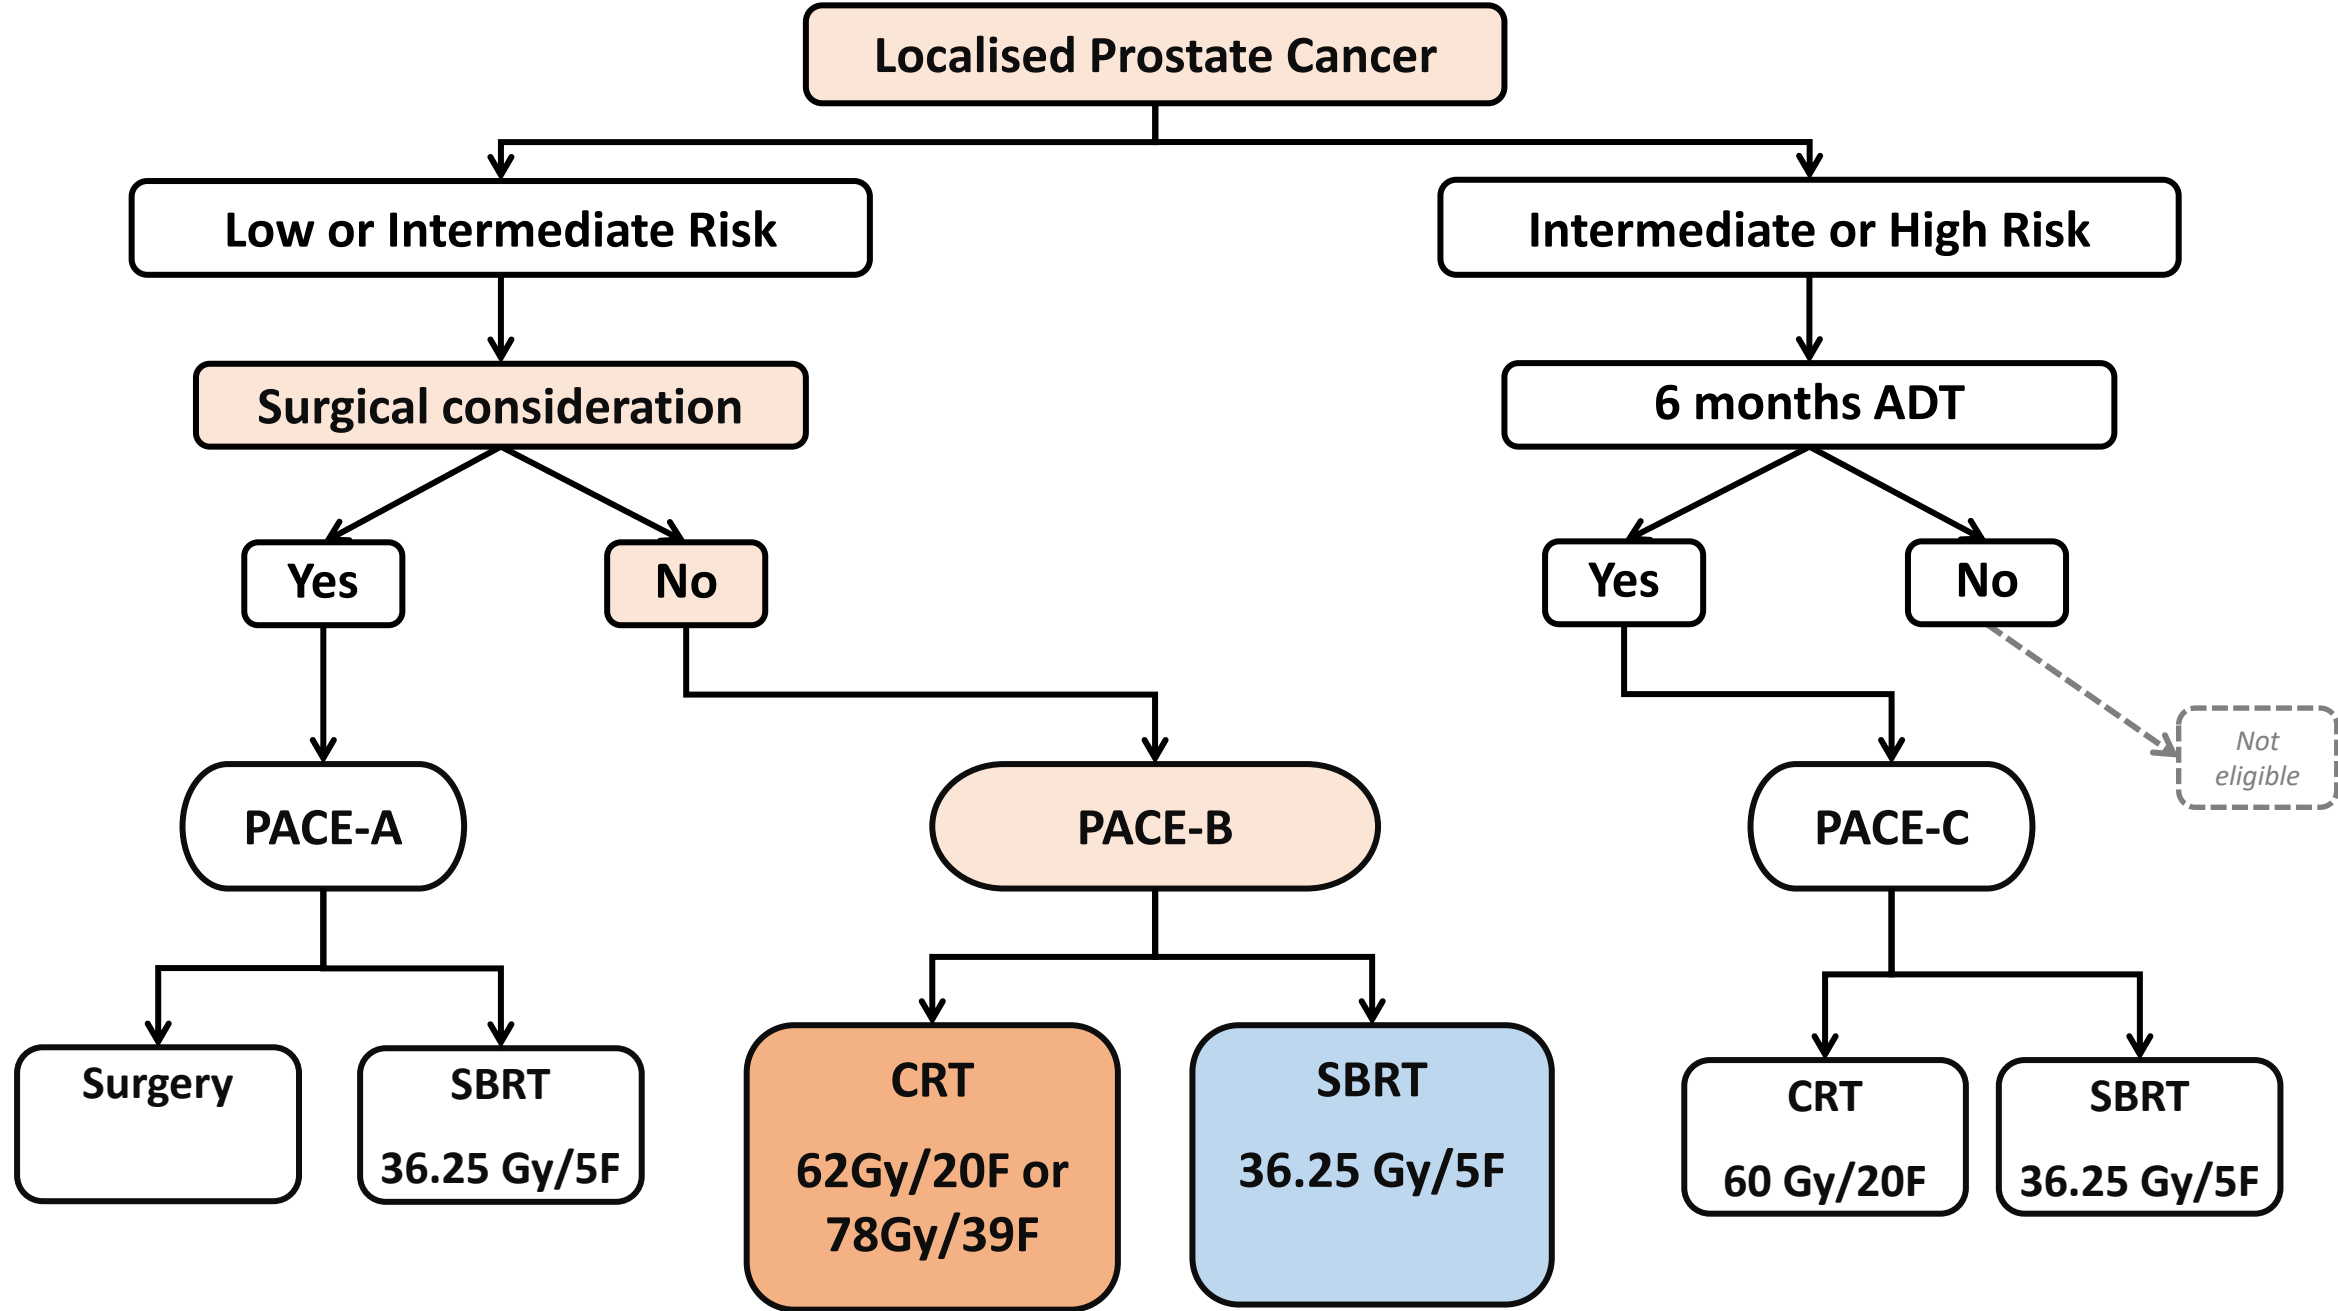 Localised Prostate Cancer
Low or Intermediate Risk
Intermediate or High Risk
Surgical consideration
6 months ADT
Yes
No
Yes
No
Not
eligible
PACE-A
PACE-B
PACE-C
Surgery
SBRT
36.25 Gy/5F
CRT
62Gy/20F or
78Gy/39F
SBRT
36.25 Gy/5F
CRT
60 Gy/20F
SBRT
36.25 Gy/5F